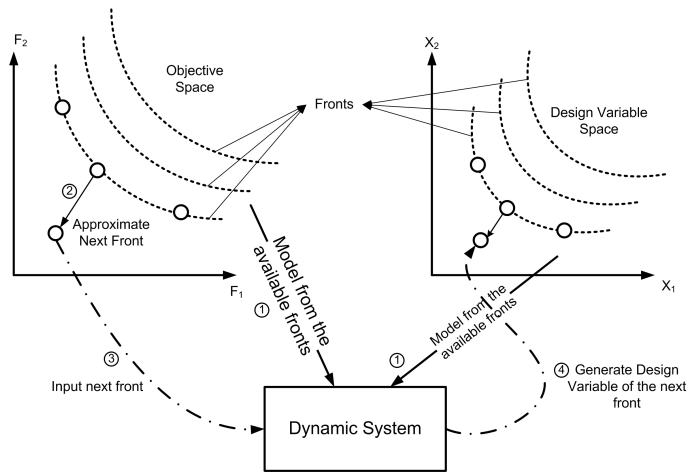 F2
Objective
Space
Fronts
X2
Design Variable
Space
2
Approximate
Next Front
F1
X1
1
Model from the
available fronts
1
Model from the
available fronts
3
Input next front
4 Generate Design
Variable of the next
front
Dynamic System